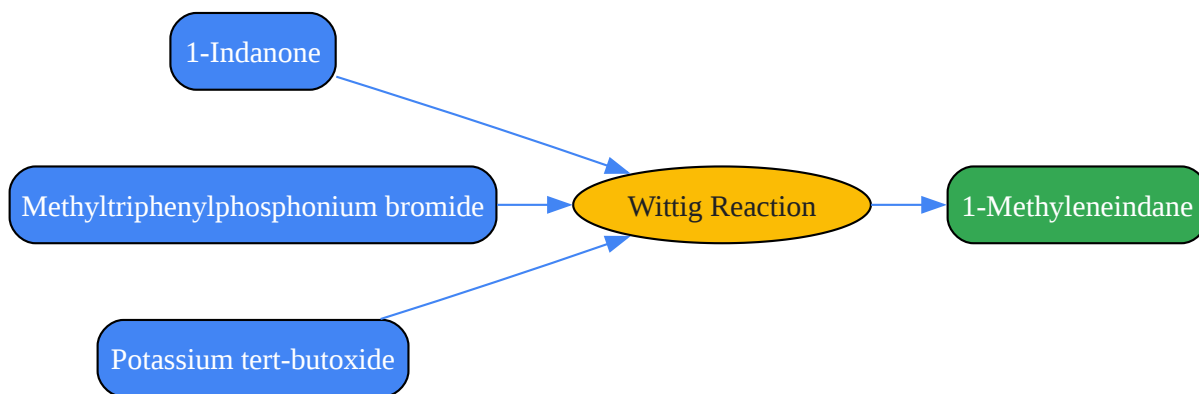 1-Indanone
Methyltriphenylphosphonium bromide
Wittig Reaction
1-Methyleneindane
Potassium tert-butoxide